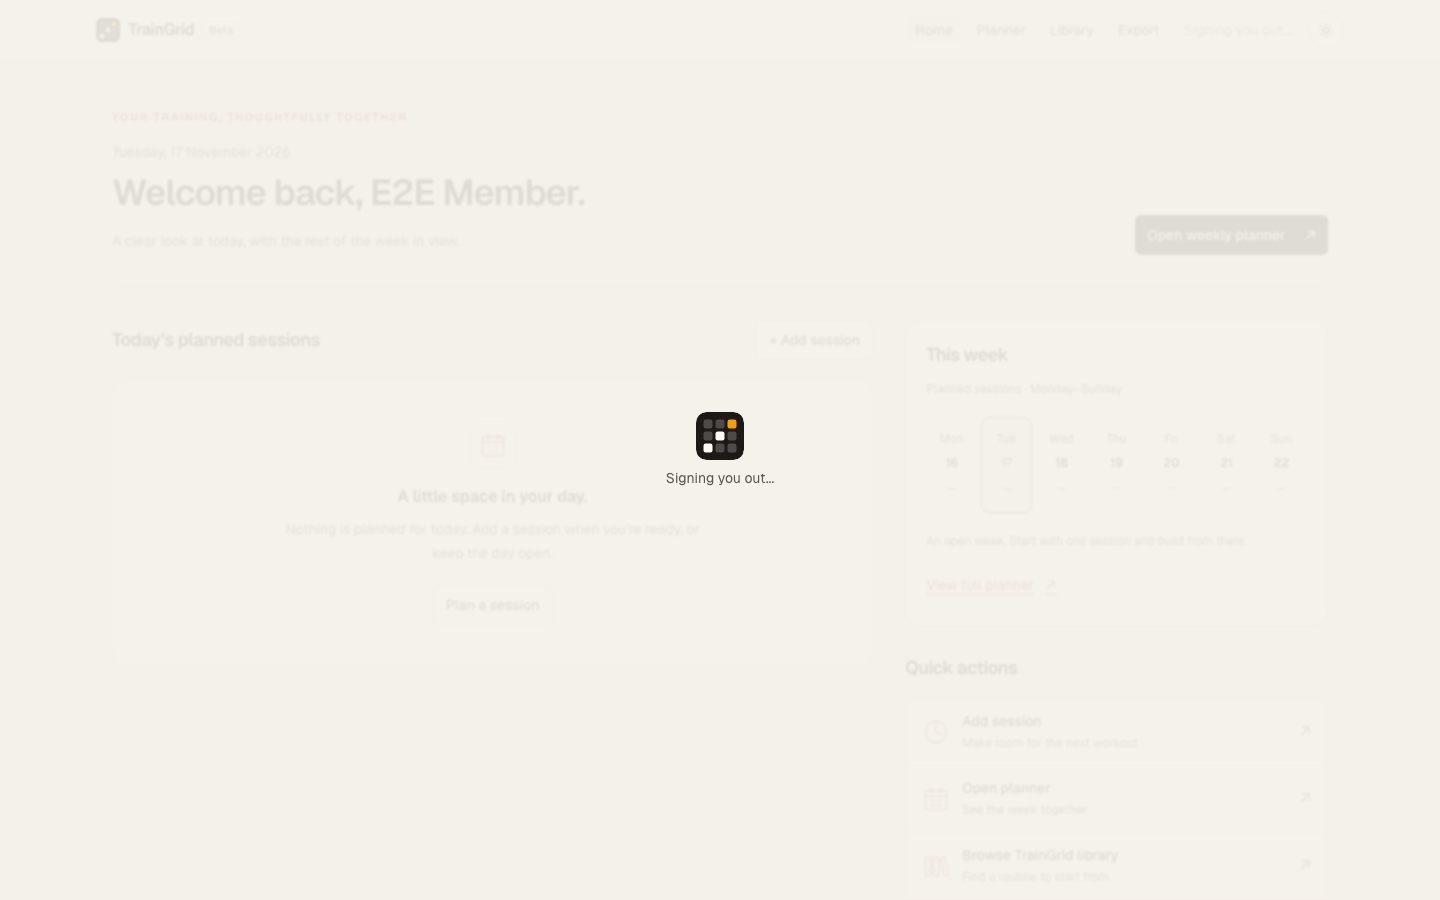 TrainGrid Beta
Home Planner Library Export Signing you out...
YOUR TRAINING, THOUGHTFULLY TOGETHER
Tuesday, 17 November 2026
Welcome back, E2E Member.
A clear look at today, with the rest of the week in view.
Open weekly planner
Today's planned sessions
+ Add session
A little space in your day.
Nothing is planned for today. Add a session when you're ready, or
keep the day open.
Plan a session
Signing you out...
This week
Planned sessions · Monday–Sunday
Mon Tue Wed Thu Fri Sat Sun
16 17 18 19 20 21 22
– – – – – – –
An open week. Start with one session and build from there.
View full planner
Quick actions
Add session
Make room for the next session
Open planner
See the week together
Browse TrainGrid library
Find a routine to start from